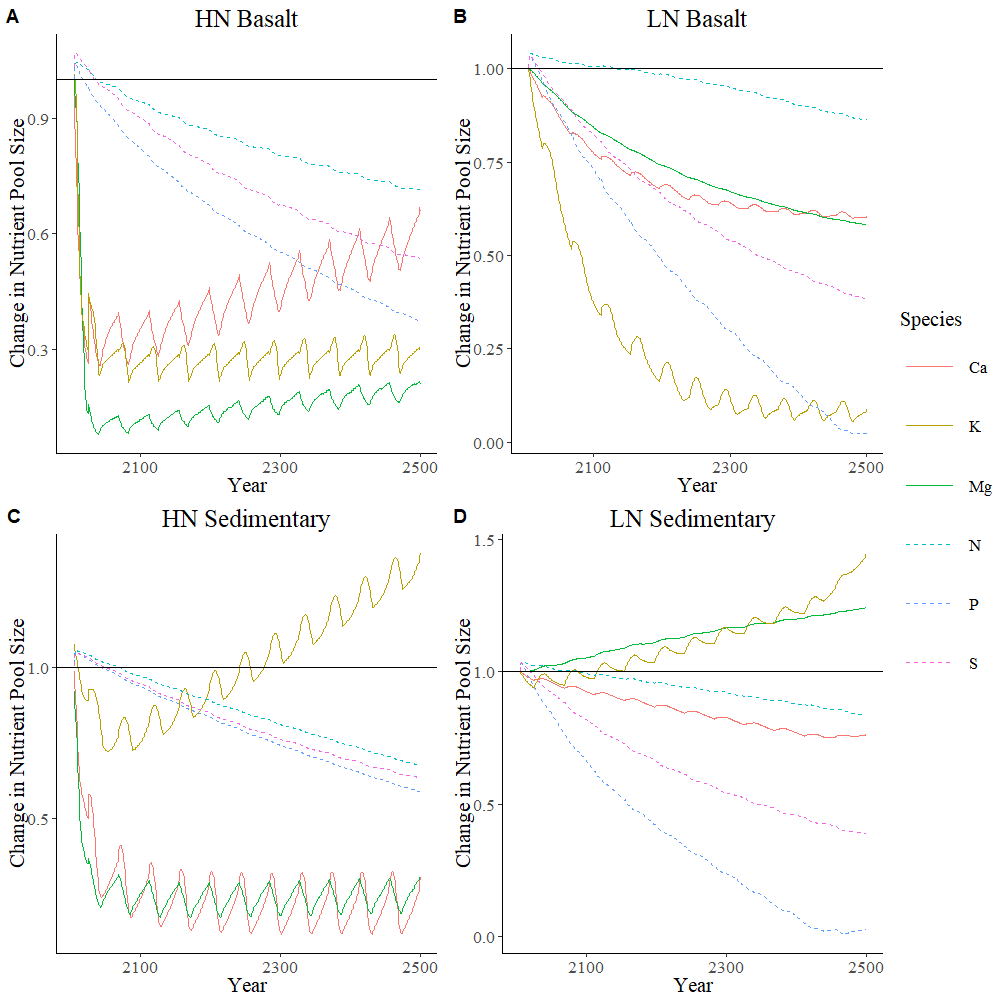 A
HN Basalt
Change in Nutrient Pool Size
0.9
0.6
0.3
2100
2300
2500
Year
B
LN Basalt
Change in Nutrient Pool Size
1.00
0.75
0.50
0.25
0.00
2100
2300
2500
Year
C
HN Sedimentary
Change in Nutrient Pool Size
1.0
0.5
2100
2300
2500
Year
D
LN Sedimentary
Change in Nutrient Pool Size
1.5
1.0
0.5
0.0
2100
2300
2500
Year
Species
Ca
K
Mg
N
P
S